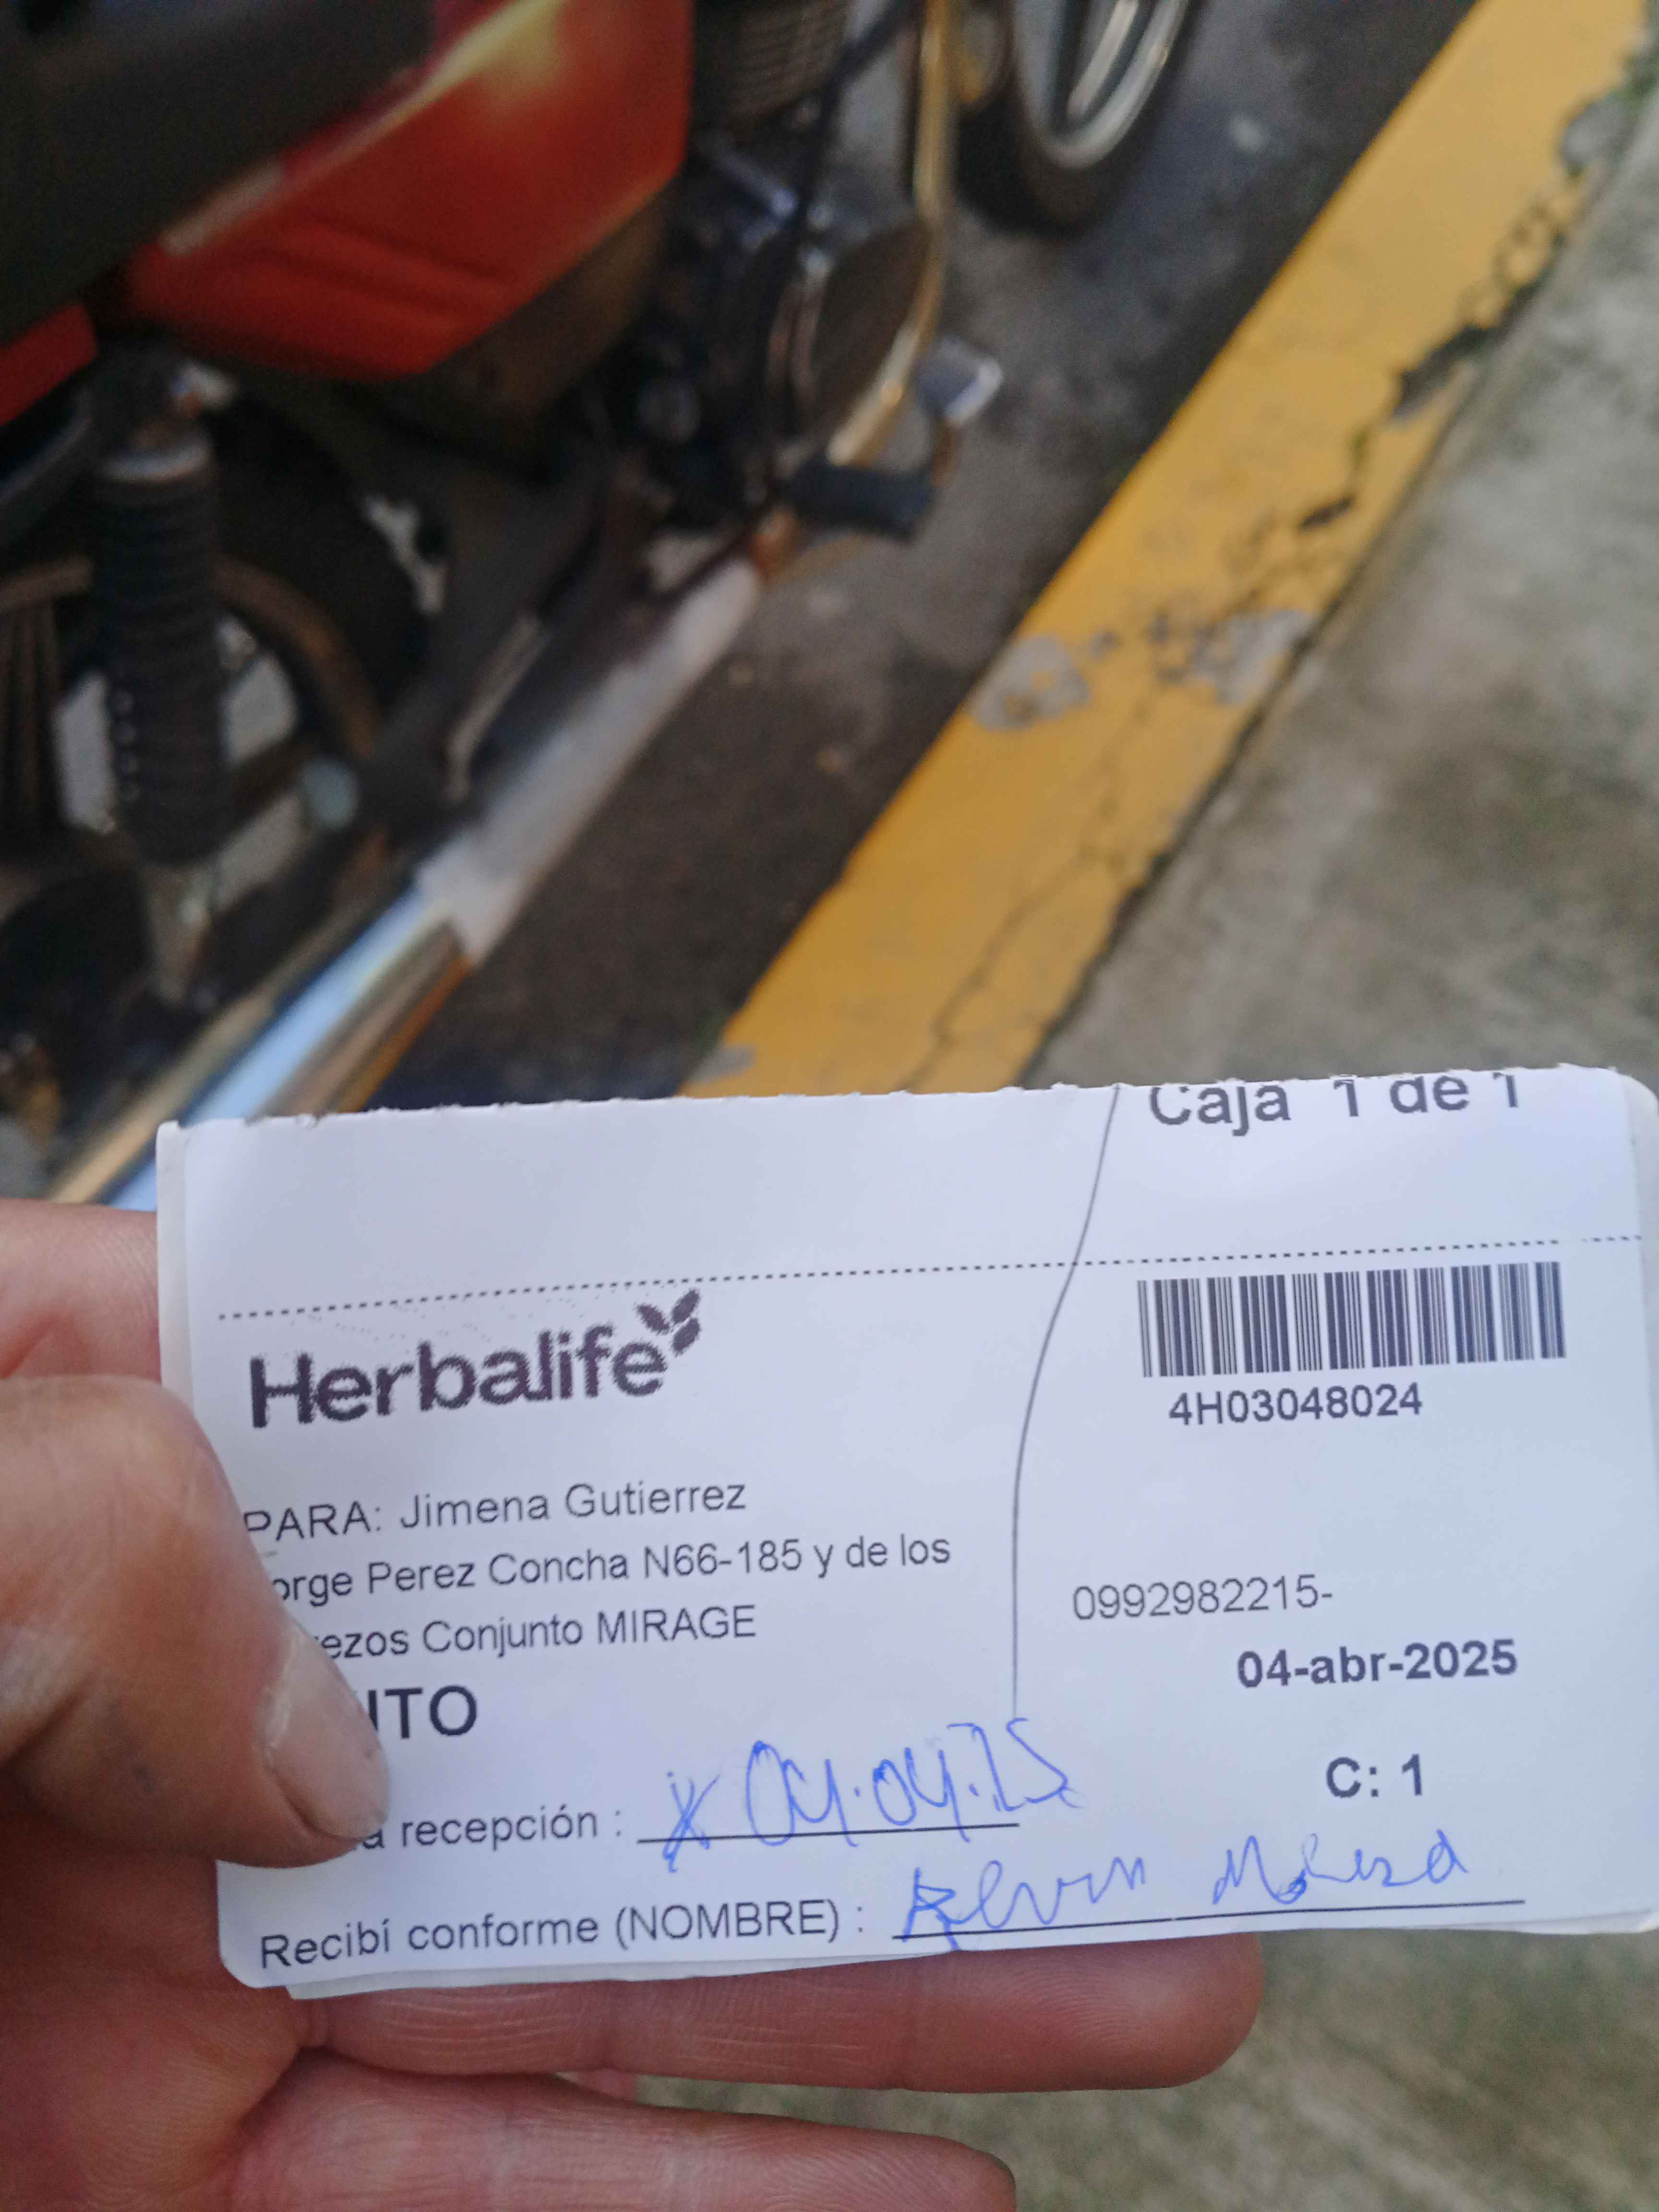 Caja 1 de 1
Herbalife
4H03048024
PARA: Jimena Gutierrez
orge Perez Concha N66-185 y de los
ezos Conjunto MIRAGE
0992982215-
04-abr-2025
ITO
C: 1
a recepción : x 04.04.25
Recibí conforme (NOMBRE) :